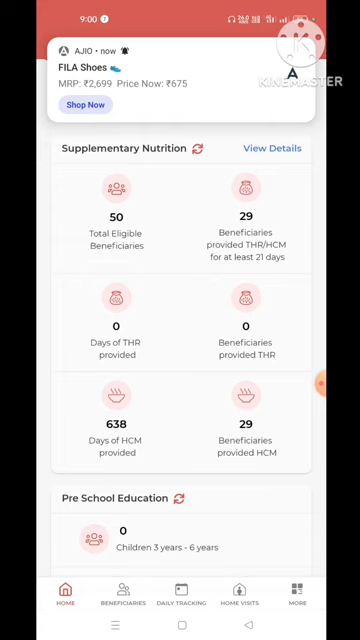 9:00
AJIO • now
FILA Shoes 👟
MRP: ₹2,699 Price Now: ₹675
Shop Now
A
K
KINEMASTER
Supplementary Nutrition
View Details
50
Total Eligible
Beneficiaries
29
Beneficiaries
provided THR/HCM
for at least 21 days
0
Days of THR
provided
0
Beneficiaries
provided THR
638
Days of HCM
provided
29
Beneficiaries
provided HCM
Pre School Education
0
Children 3 years - 6 years
HOME
BENEFICIARIES
DAILY TRACKING
HOME VISITS
MORE